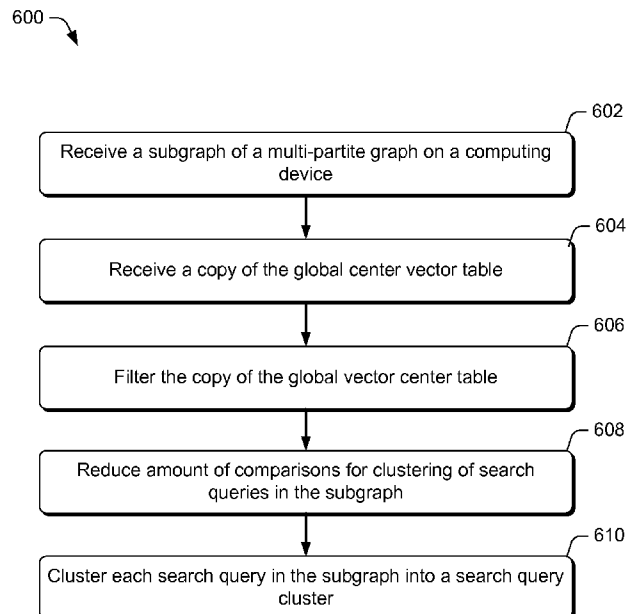 600
602
Receive a subgraph of a multi-partite graph on a computing
device
604
Receive a copy of the global center vector table
606
Filter the copy of the global vector center table
608
Reduce amount of comparisons for clustering of search
queries in the subgraph
610
Cluster each search query in the subgraph into a search query
cluster